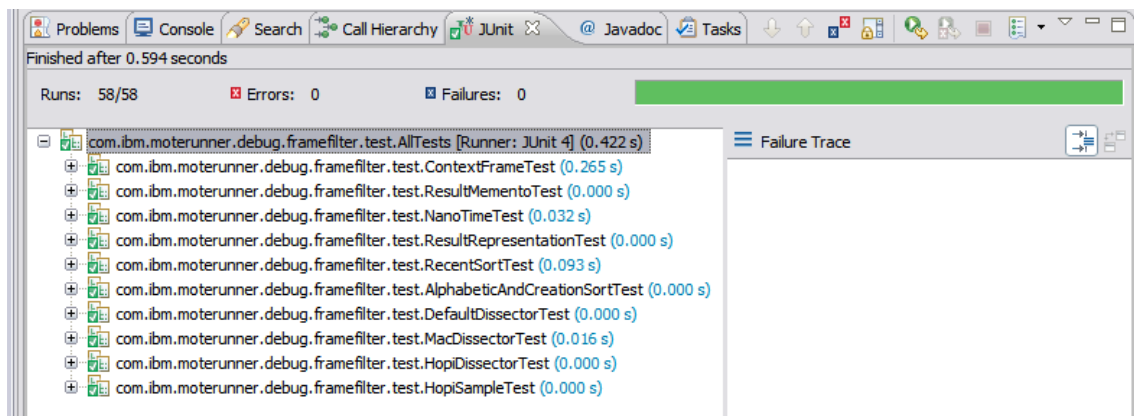 Problems Console Search Call Hierarchy JUnit @ Javadoc Tasks
Finished after 0.594 seconds
Runs: 58/58 Errors: 0 Failures: 0
com.ibm.moterunner.debug.framefilter.test.AllTests [Runner: JUnit 4] (0.422 s)
Failure Trace
com.ibm.moterunner.debug.framefilter.test.ContextFrameTest (0.265 s)
com.ibm.moterunner.debug.framefilter.test.ResultMementoTest (0.000 s)
com.ibm.moterunner.debug.framefilter.test.NanoTimeTest (0.032 s)
com.ibm.moterunner.debug.framefilter.test.ResultRepresentationTest (0.000 s)
com.ibm.moterunner.debug.framefilter.test.RecentSortTest (0.093 s)
com.ibm.moterunner.debug.framefilter.test.AlphabeticAndCreationSortTest (0.000 s)
com.ibm.moterunner.debug.framefilter.test.DefaultDissectorTest (0.000 s)
com.ibm.moterunner.debug.framefilter.test.MacDissectorTest (0.016 s)
com.ibm.moterunner.debug.framefilter.test.HopiDissectorTest (0.000 s)
com.ibm.moterunner.debug.framefilter.test.HopiSampleTest (0.000 s)